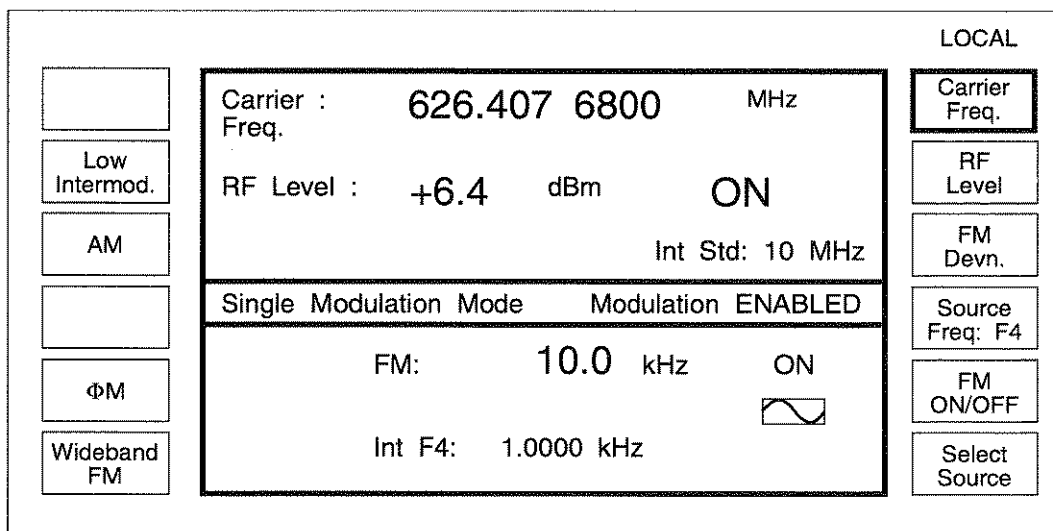 LOCAL
Low
Intermod.
AM
ΦM
Wideband
FM
Carrier :
Freq.
626.407 6800 MHz
RF Level : +6.4 dBm ON
Int Std: 10 MHz
Single Modulation Mode Modulation ENABLED
FM: 10.0 kHz ON
Int F4: 1.0000 kHz
Carrier
Freq.
RF
Level
FM
Devn.
Source
Freq: F4
FM
ON/OFF
Select
Source